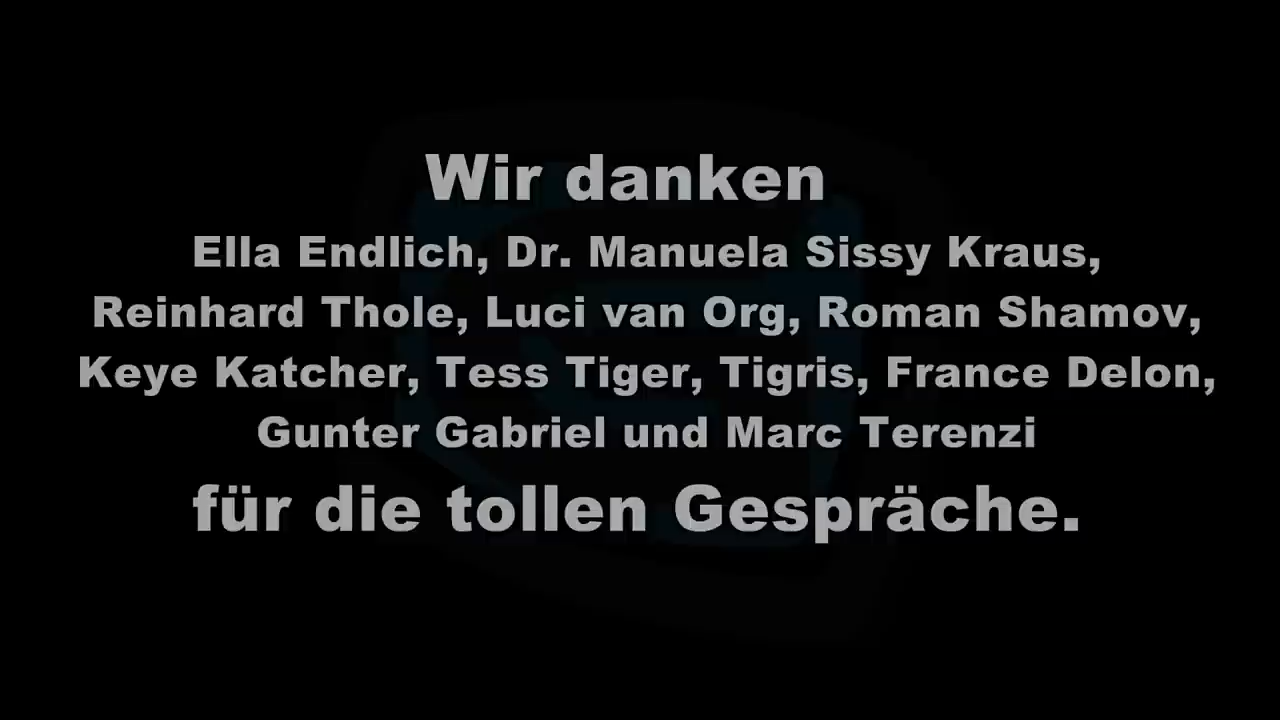 Wir danken
Ella Endlich, Dr. Manuela Sissy Kraus,
Reinhard Thole, Luci van Org, Roman Shamov,
Keye Katcher, Tess Tiger, Tigris, France Delon,
Gunter Gabriel und Marc Terenzi
für die tollen Gespräche.